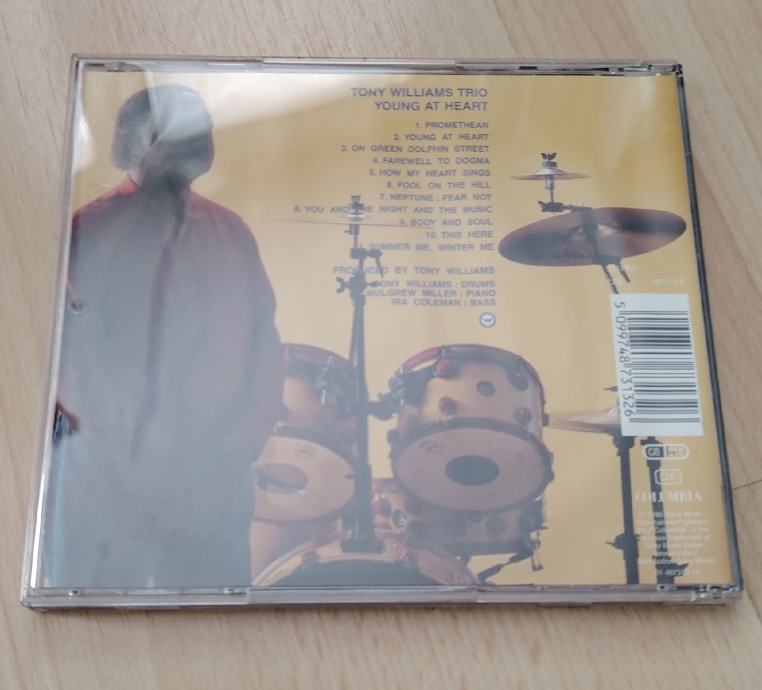 TONY WILLIAMS TRIO
YOUNG AT HEART
1. PROMETHEAN
2. YOUNG AT HEART
3. ON GREEN DOLPHIN STREET
4. FAREWELL TO DOGMA
5. HOW MY HEART SINGS
6. FOOL ON THE HILL
7. NEPTUNE : FEAR NOT
8. YOU AND THE NIGHT AND THE MUSIC
9. BODY AND SOUL
10. THIS HERE
SUMMER ME, WINTER ME
PRODUCED BY TONY WILLIAMS
TONY WILLIAMS : DRUMS
MULGREW MILLER : PIANO
IRA COLEMAN : BASS
5 099748 731326
COLUMBIA